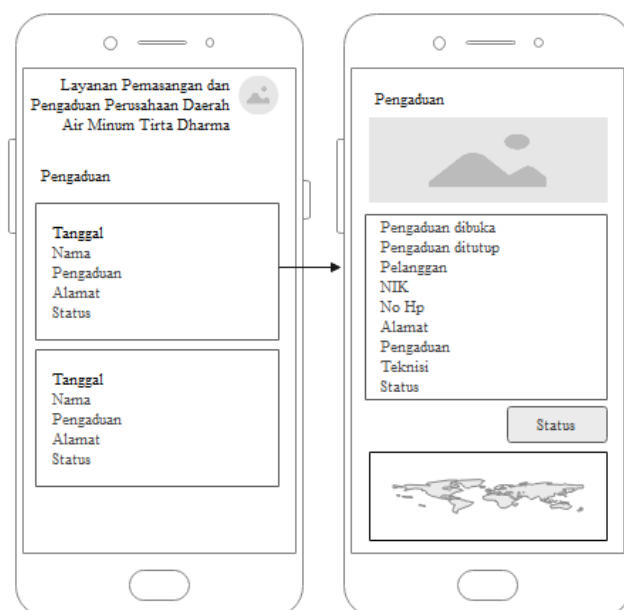 Layanan Pemasangan dan
Pengaduan Perusahaan Daerah
Air Minum Tirta Dharma
Pengaduan
Tanggal
Nama
Pengaduan
Alamat
Status
Tanggal
Nama
Pengaduan
Alamat
Status
Pengaduan
Pengaduan dibuka
Pengaduan ditutup
Pelanggan
NIK
No Hp
Alamat
Pengaduan
Teknisi
Status
Status